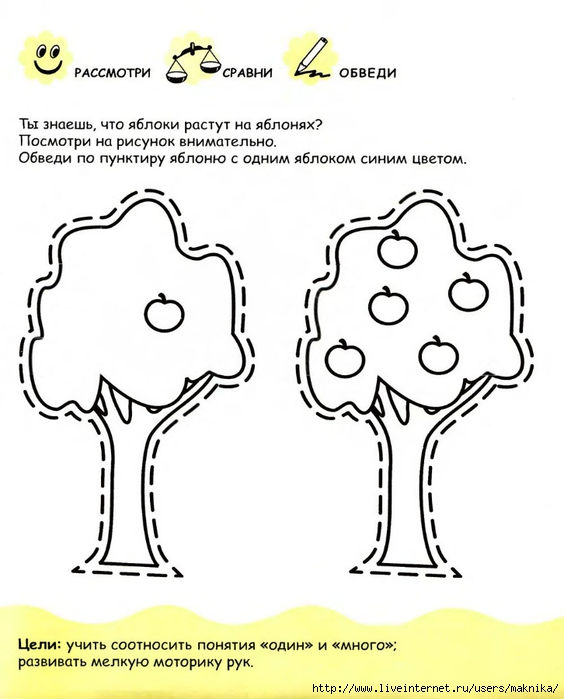 РАССМОТРИ СРАВНИ ОБВЕДИ
Ты знаешь, что яблоки растут на яблонях?
Посмотри на рисунок внимательно.
Обведи по пунктиру яблоню с одним яблоком синим цветом.
Цели: учить соотносить понятия «один» и «много»;
развивать мелкую моторику рук.
http://www.liveinternet.ru/users/maknika/